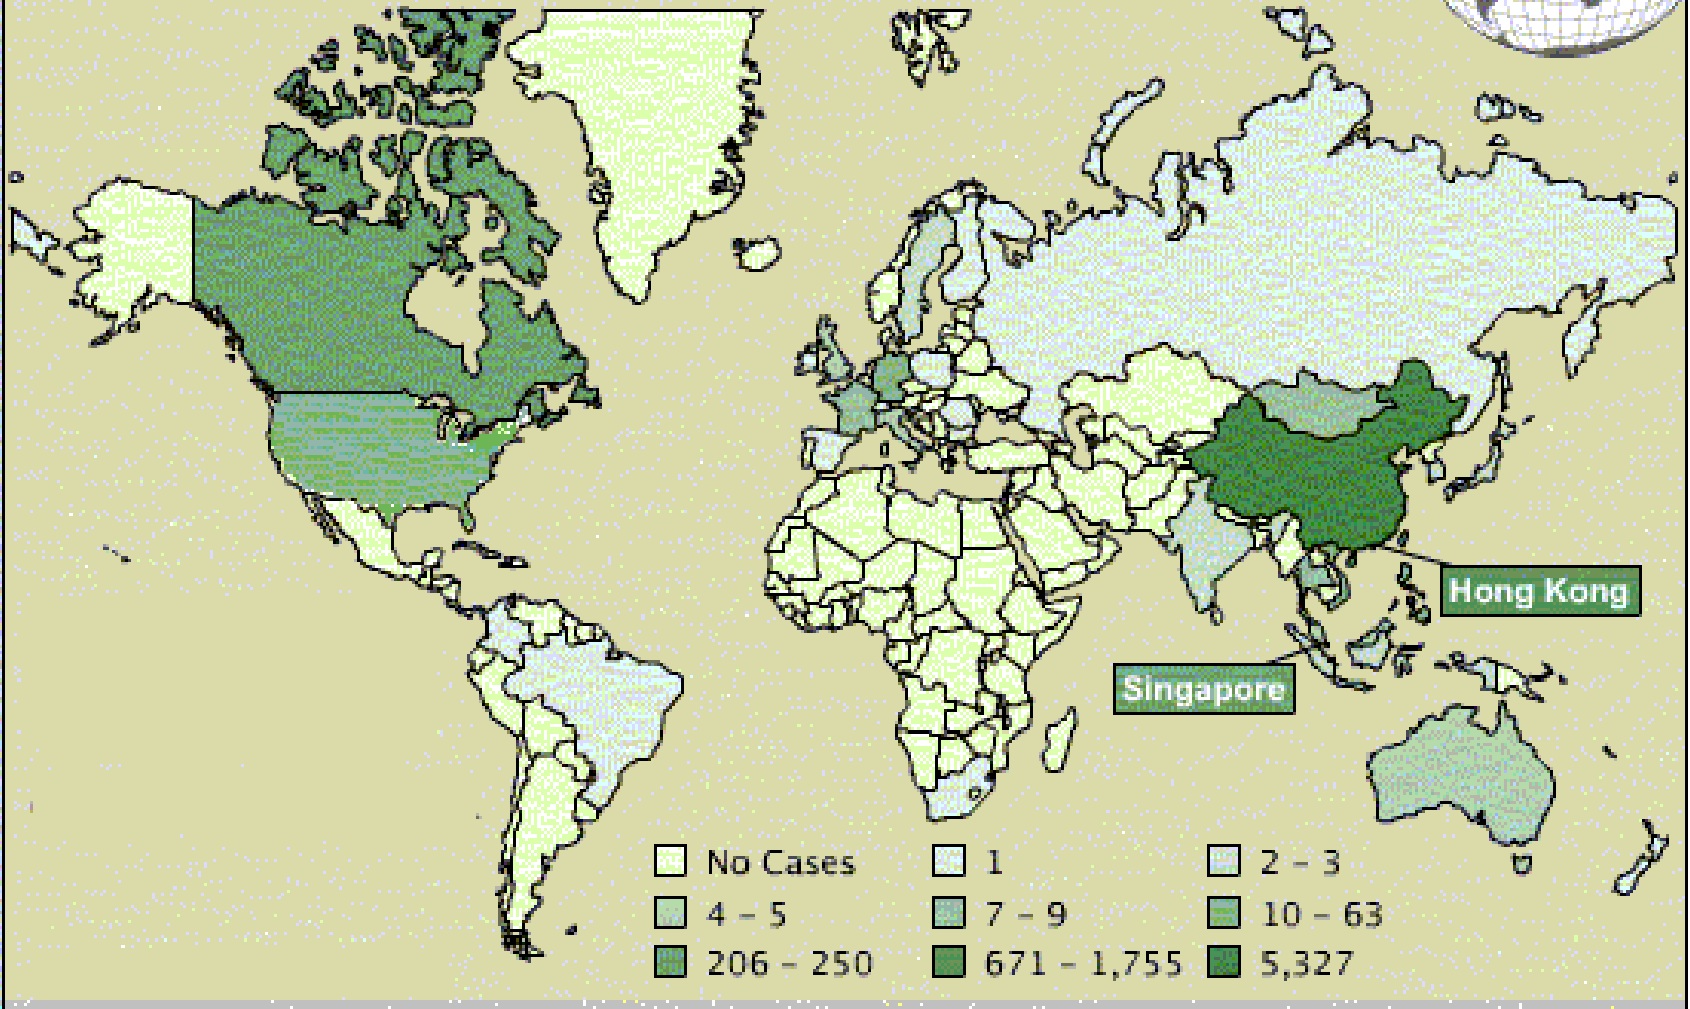 Hong Kong
Singapore
No Cases
1
2 – 3
4 – 5
7 – 9
10 – 63
206 – 250
671 – 1,755
5,327